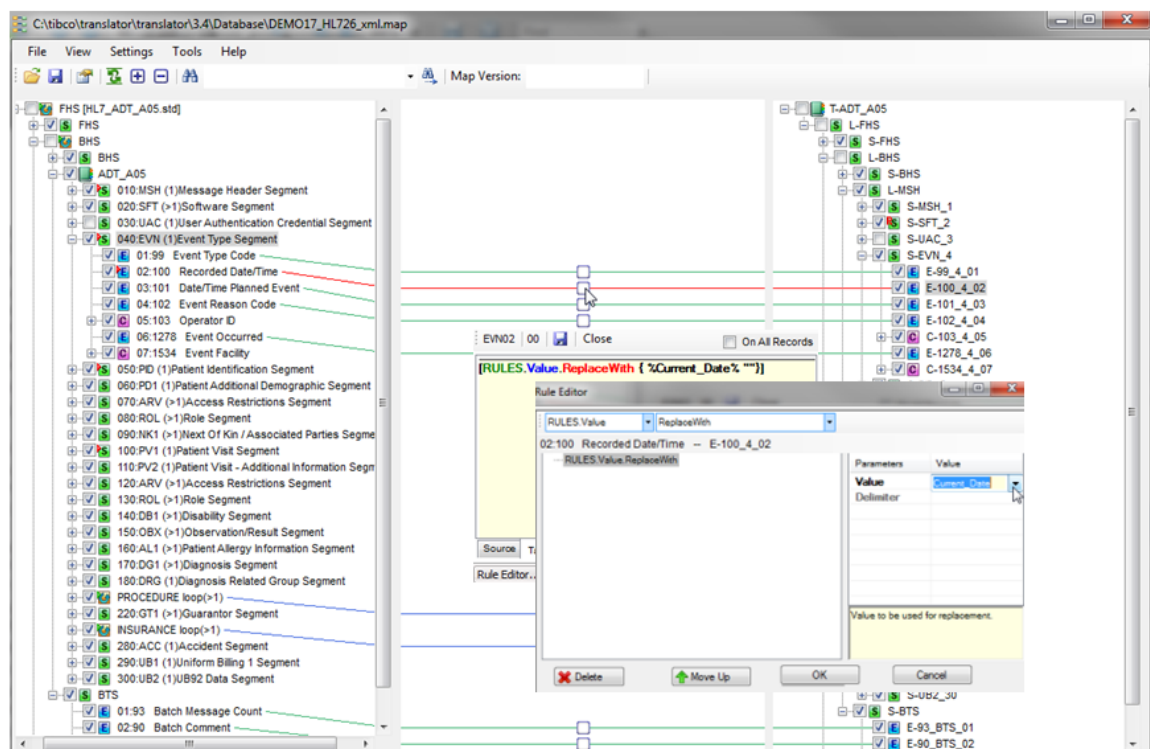 C:\tibco\translator\translator\3.4\Database\DEMO17_HL726_xml.map
File View Settings Tools Help
Map Version:
FHS [HL7_ADT_A05.std]
FHS
BHS
BHS
ADT_A05
010:MSH (1)Message Header Segment
020:SFT (>1)Software Segment
030:UAC (1)User Authentication Credential Segment
040:EVN (1)Event Type Segment
01:99 Event Type Code
02:100 Recorded Date/Time
03:101 Date/Time Planned Event
04:102 Event Reason Code
05:103 Operator ID
06:1278 Event Occurred
07:1534 Event Facility
050:PID (1)Patient Identification Segment
060:PD1 (1)Patient Additional Demographic Segment
070:ARV (>1)Access Restrictions Segment
080:ROL (>1)Role Segment
090:NK1 (>1)Next Of Kin / Associated Parties Segme
100:PV1 (1)Patient Visit Segment
110:PV2 (1)Patient Visit - Additional Information Segm
120:ARV (>1)Access Restrictions Segment
130:ROL (>1)Role Segment
140:DB1 (>1)Disability Segment
150:OBX (>1)Observation/Result Segment
160:AL1 (>1)Patient Allergy Information Segment
170:DG1 (>1)Diagnosis Segment
180:DRG (1)Diagnosis Related Group Segment
PROCEDURE loop(>1)
220:GT1 (>1)Guarantor Segment
INSURANCE loop(>1)
280:ACC (1)Accident Segment
290:UB1 (1)Uniform Billing 1 Segment
300:UB2 (1)UB92 Data Segment
BTS
01:93 Batch Message Count
02:90 Batch Comment
EVN02 00 Close On All Records
[RULES.Value.ReplaceWith { %Current_Date% ""}]
Source
Rule Editor...
Rule Editor
RULES.Value ReplaceWith
02:100 Recorded Date/Time -- E-100_4_02
RULES.Value.ReplaceWith
Parameters Value
Value Current_Date
Delimiter
Value to be used for replacement.
Delete Move Up OK Cancel
T-ADT_A05
L-FHS
S-FHS
L-BHS
S-BHS
L-MSH
S-MSH_1
S-SFT_2
S-UAC_3
S-EVN_4
E-99_4_01
E-100_4_02
E-101_4_03
E-102_4_04
C-103_4_05
E-1278_4_06
C-1534_4_07
S-UB2_30
S-BTS
E-93_BTS_01
E-90_BTS_02